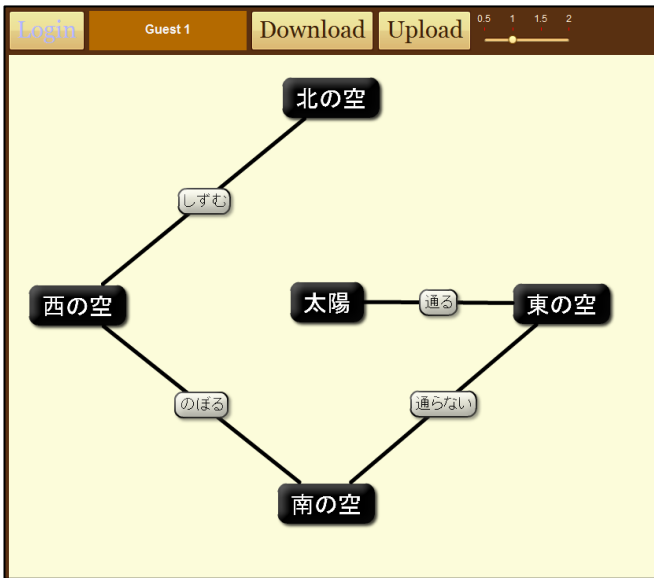 Login
Guest 1
Download
Upload
0.5 1 1.5 2
北の空
しずむ
西の空
太陽
通る
東の空
のぼる
通らない
南の空